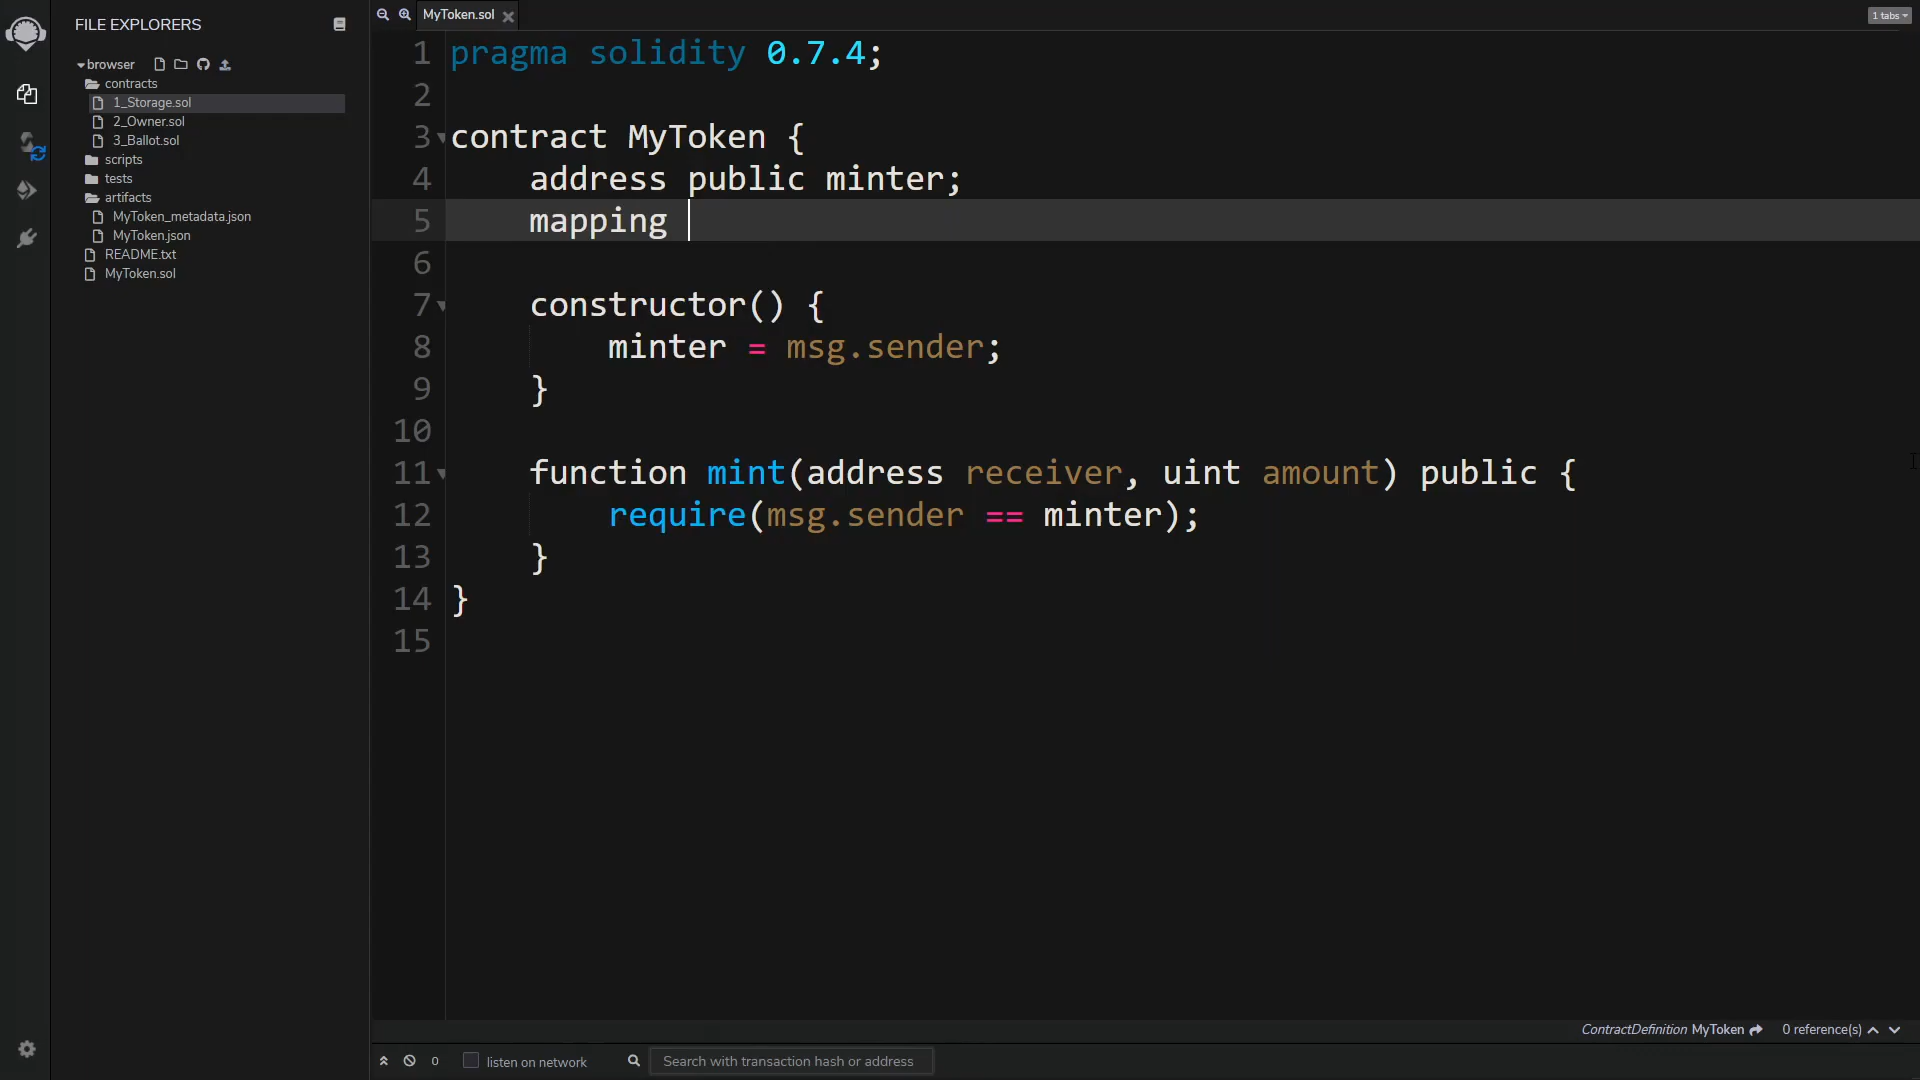 FILE EXPLORERS
browser
contracts
1_Storage.sol
2_Owner.sol
3_Ballot.sol
scripts
tests
artifacts
MyToken_metadata.json
MyToken.json
README.txt
MyToken.sol
MyToken.sol
1 tabs
1 pragma solidity 0.7.4;
2
3 contract MyToken {
4     address public minter;
5     mapping
6
7     constructor() {
8         minter = msg.sender;
9     }
10
11     function mint(address receiver, uint amount) public {
12         require(msg.sender == minter);
13     }
14 }
15
ContractDefinition MyToken 0 reference(s)
0 listen on network Search with transaction hash or address